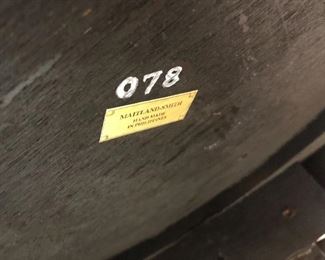 078
MAITLAND-SMITH
HAND MADE
IN PHILIPPINES